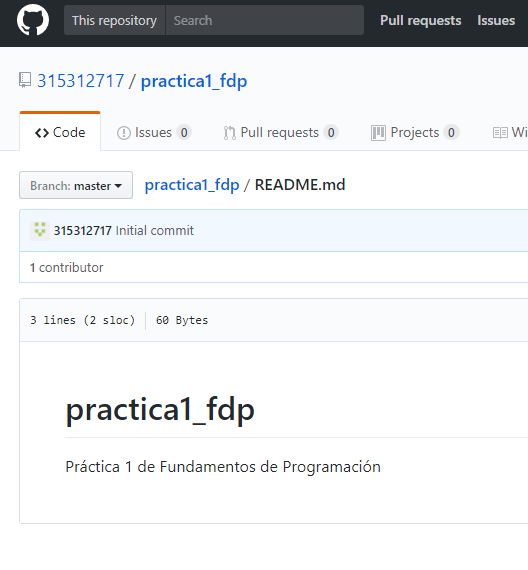 This repository Search Pull requests Issues
315312717 / practica1_fdp
Code Issues 0 Pull requests 0 Projects 0 Wi
Branch: master practica1_fdp / README.md
315312717 Initial commit
1 contributor
3 lines (2 sloc) 60 Bytes
practica1_fdp
Práctica 1 de Fundamentos de Programación